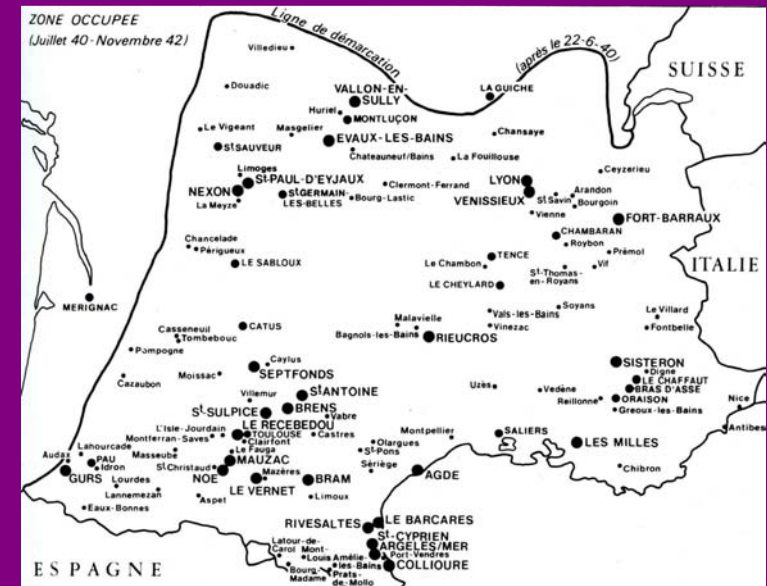 ZONE OCCUPEE
(Juillet 40-Novembre 42)
Ligne de démarcation
(après le 22-6-40)
SUISSE
ITALIE
ESPAGNE
Villedieu
Douadic
VALLON-EN-
SULLY
LA GUICHE
Huriel
MONTLUÇON
Le Vigeant
Masgelier
EVAUX-LES-BAINS
Chansaye
St SAUVEUR
Chateauneuf/Bains
La Fouillouse
Ceyzerieu
Limoges
St PAUL-D'EYJAUX
NEXON
St GERMAIN-
LES-BELLES
Clermont-Ferrand
LYON
Arandon
La Meyze
Bourg-Lastic
VENISSIEUX
St Savin
Bourgoin
Vienne
FORT-BARRAUX
CHAMBARAN
Chancelade
Périgueux
Roybon
Prémol
LE SABLOUX
TENCE
Le Chambon
St-Thomas-
en-Royans
Vif
LE CHEYLARD
MERIGNAC
Soyans
Malavielle
Vals-les-Bains
Le Villard
Casseneuil
CATUS
Bagnols-les-Bains
RIEUCROS
Vinezac
Fontbelle
Tombebouc
Pompogne
Caylus
SEPTFONDS
SISTERON
Digne
Cazaubon
Moissac
LE CHAFFAUT
Uzès
Vedène
BRAS D'ASSE
St ANTOINE
Villemur
Reillonne
ORAISON
Nice
BRENS
St-SULPICE
Vabre
Greoux-les-Bains
L'Isle-Jourdain
LE RECEBEDOU
Montferran-Saves
TOULOUSE
Castres
Montpellier
SALIERS
Antibes
Clairfont
Olargues
LES MILLES
Audax
Lahourcade
Masseube
Le Fauga
St-Pons
PAU
Idron
St Christaud
MAUZAC
Sériège
Chibron
GURS
Lourdes
NOE
Mazères
BRAM
AGDE
Lannemezan
LE VERNET
Eaux-Bonnes
Aspet
Limoux
RIVESALTES
LE BARCARES
St-CYPRIEN
Latour-de-
Carol
Mont-
Louis
Amélie-
les-Bains
ARGELES/MER
Port-Vendres
Bourg-
Madame
Prats-
de-Mollo
COLLIOURE